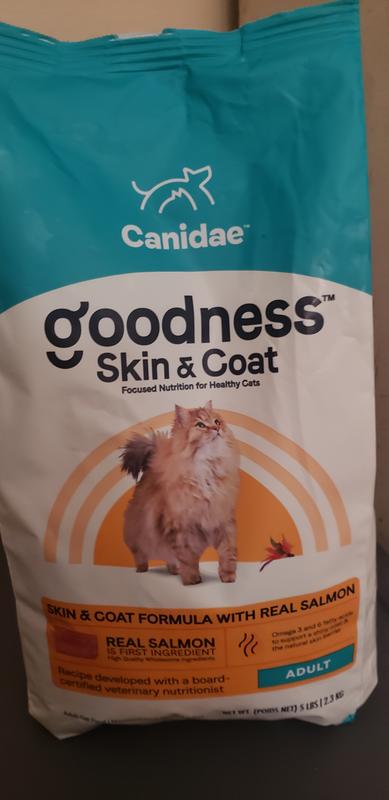 Canidae™
goodness™
Skin & Coat
Focused Nutrition for Healthy Cats
SKIN & COAT FORMULA WITH REAL SALMON
REAL SALMON
IS FIRST INGREDIENT
High Quality Wholesome Ingredients
Omega 3 and 6 fatty acids
to support a shiny coat &
the natural skin barrier
Recipe developed with a board-
certified veterinary nutritionist
ADULT
NET WT. (POIDS NET) 5 LBS | 2.3 KG